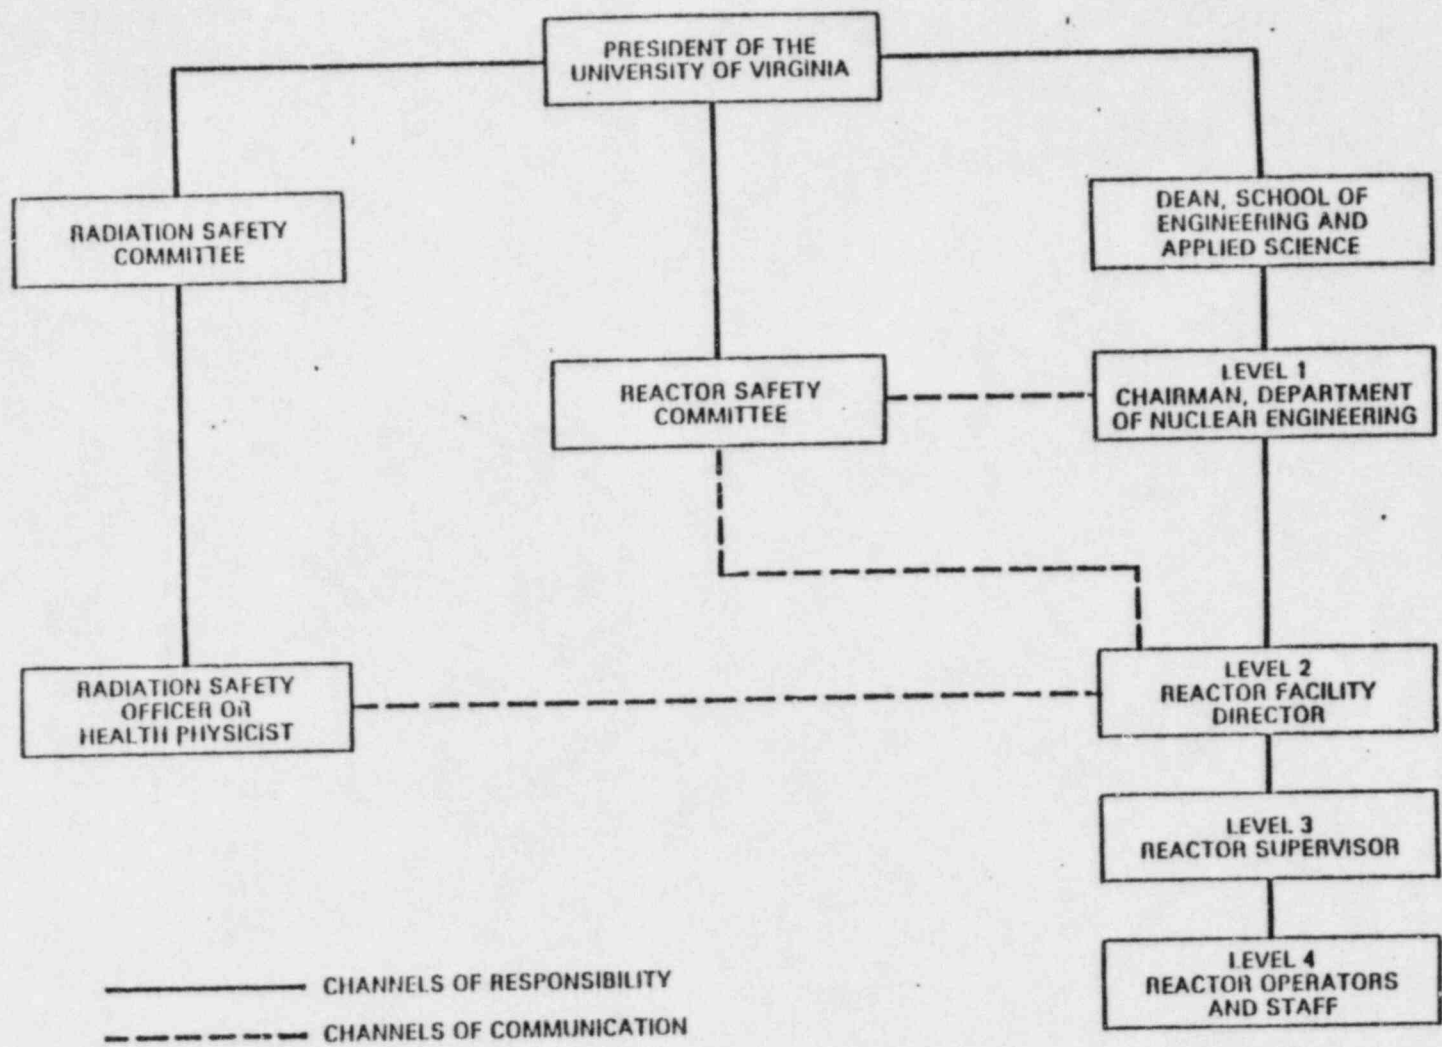 PRESIDENT OF THE
UNIVERSITY OF VIRGINIA
RADIATION SAFETY
COMMITTEE
DEAN, SCHOOL OF
ENGINEERING AND
APPLIED SCIENCE
REACTOR SAFETY
COMMITTEE
LEVEL 1
CHAIRMAN, DEPARTMENT
OF NUCLEAR ENGINEERING
RADIATION SAFETY
OFFICER OR
HEALTH PHYSICIST
LEVEL 2
REACTOR FACILITY
DIRECTOR
LEVEL 3
REACTOR SUPERVISOR
LEVEL 4
REACTOR OPERATORS
AND STAFF
CHANNELS OF RESPONSIBILITY
CHANNELS OF COMMUNICATION